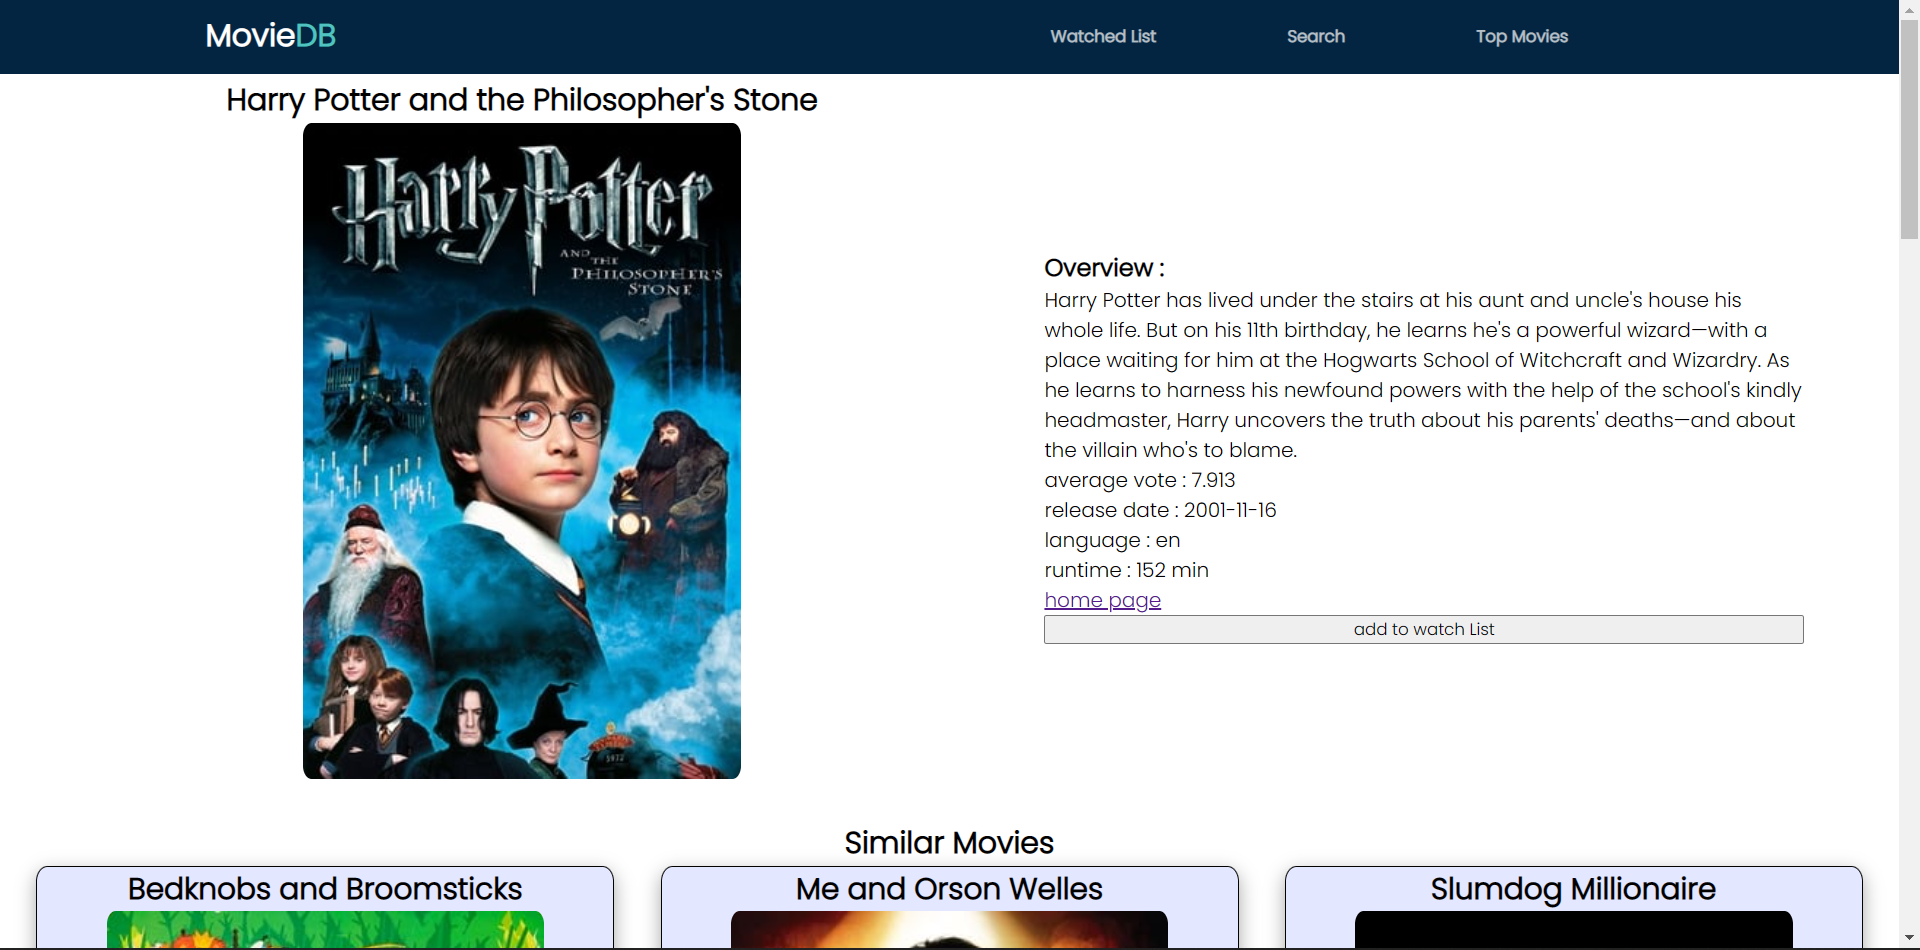 MovieDB
Watched List
Search
Top Movies
Harry Potter and the Philosopher's Stone
Harry Potter
AND THE
PHILOSOPHER'S
STONE
5972
Overview :
Harry Potter has lived under the stairs at his aunt and uncle's house his
whole life. But on his 11th birthday, he learns he's a powerful wizard—with a
place waiting for him at the Hogwarts School of Witchcraft and Wizardry. As
he learns to harness his newfound powers with the help of the school's kindly
headmaster, Harry uncovers the truth about his parents' deaths—and about
the villain who's to blame.
average vote : 7.913
release date : 2001-11-16
language : en
runtime : 152 min
home page
add to watch List
Similar Movies
Bedknobs and Broomsticks
Me and Orson Welles
Slumdog Millionaire